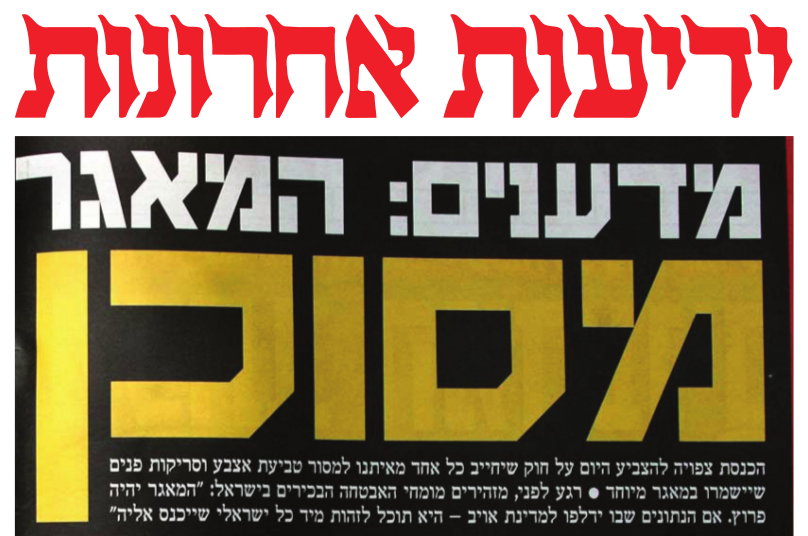 ידיעות אחרונות
מדענים: המאגר
מסוכן
הכנסת צפויה להצביע היום על חוק שיחייב כל אחד מאיתנו למסור טביעת אצבע וסריקות פנים
שיישמרו במאגר מיוחד • רגע לפני, מזהירים מומחי האבטחה הבכירים בישראל: "המאגר יהיה
פרוץ. אם הנתונים שבו ידלפו למדינת אויב – היא תוכל לזהות מיד כל ישראלי שייכנס אליה"